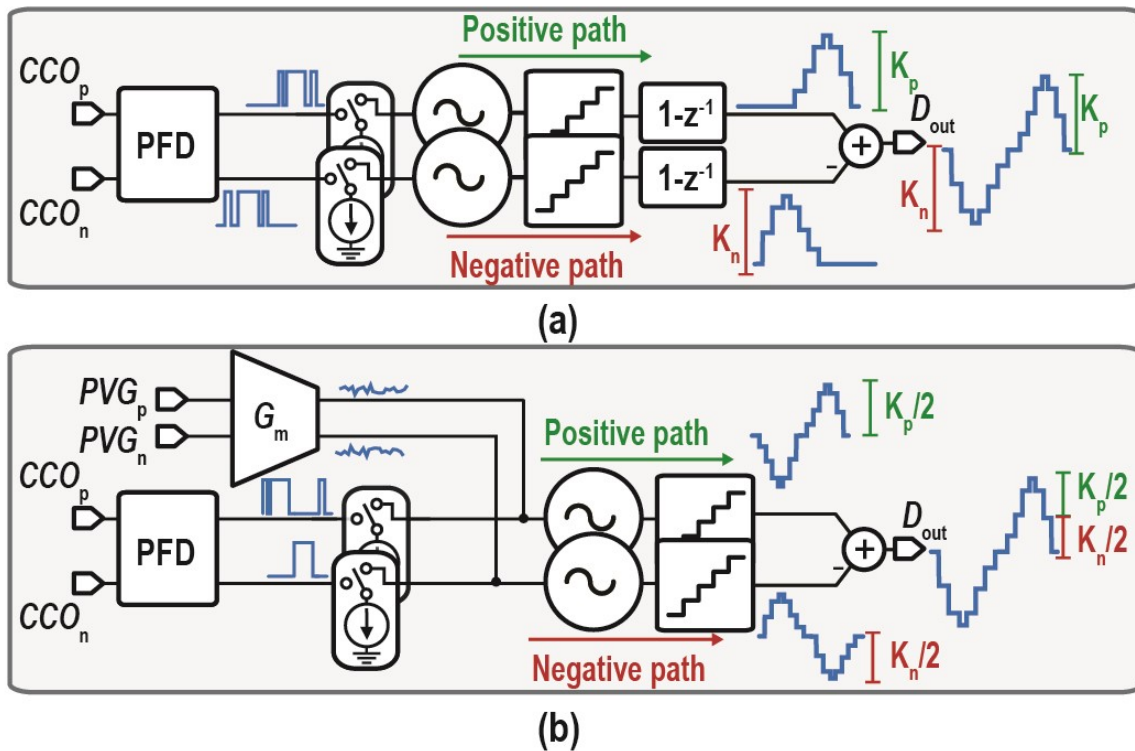 Positive path
CCOp
PFD
1-z⁻¹
Kp
Dout
Kp
+
-
1-z⁻¹
CCOn
Kn
Kn
Negative path
(a)
PVGp
Gm
PVGn
Kp/2
Positive path
CCOp
Kp/2
PFD
Dout
+
Kn/2
-
CCOn
Kn/2
Negative path
(b)